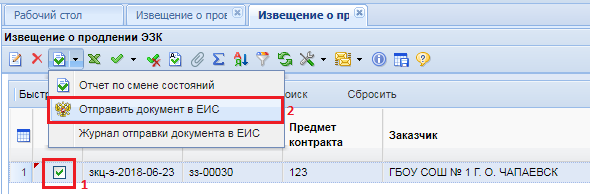 Рабочий стол
Извещение о про
Извещение о пр
Извещение о продлении ЭЗК
Отчет по смене состояний
Быстр
оиск
Сбросить
Отправить документ в ЕИС
2
Журнал отправки документа в ЕИС
Предмет контракта
Заказчик
1
зкц-э-2018-06-23
зз-00030
123
ГБОУ СОШ № 1 Г. О. ЧАПАЕВСК
1